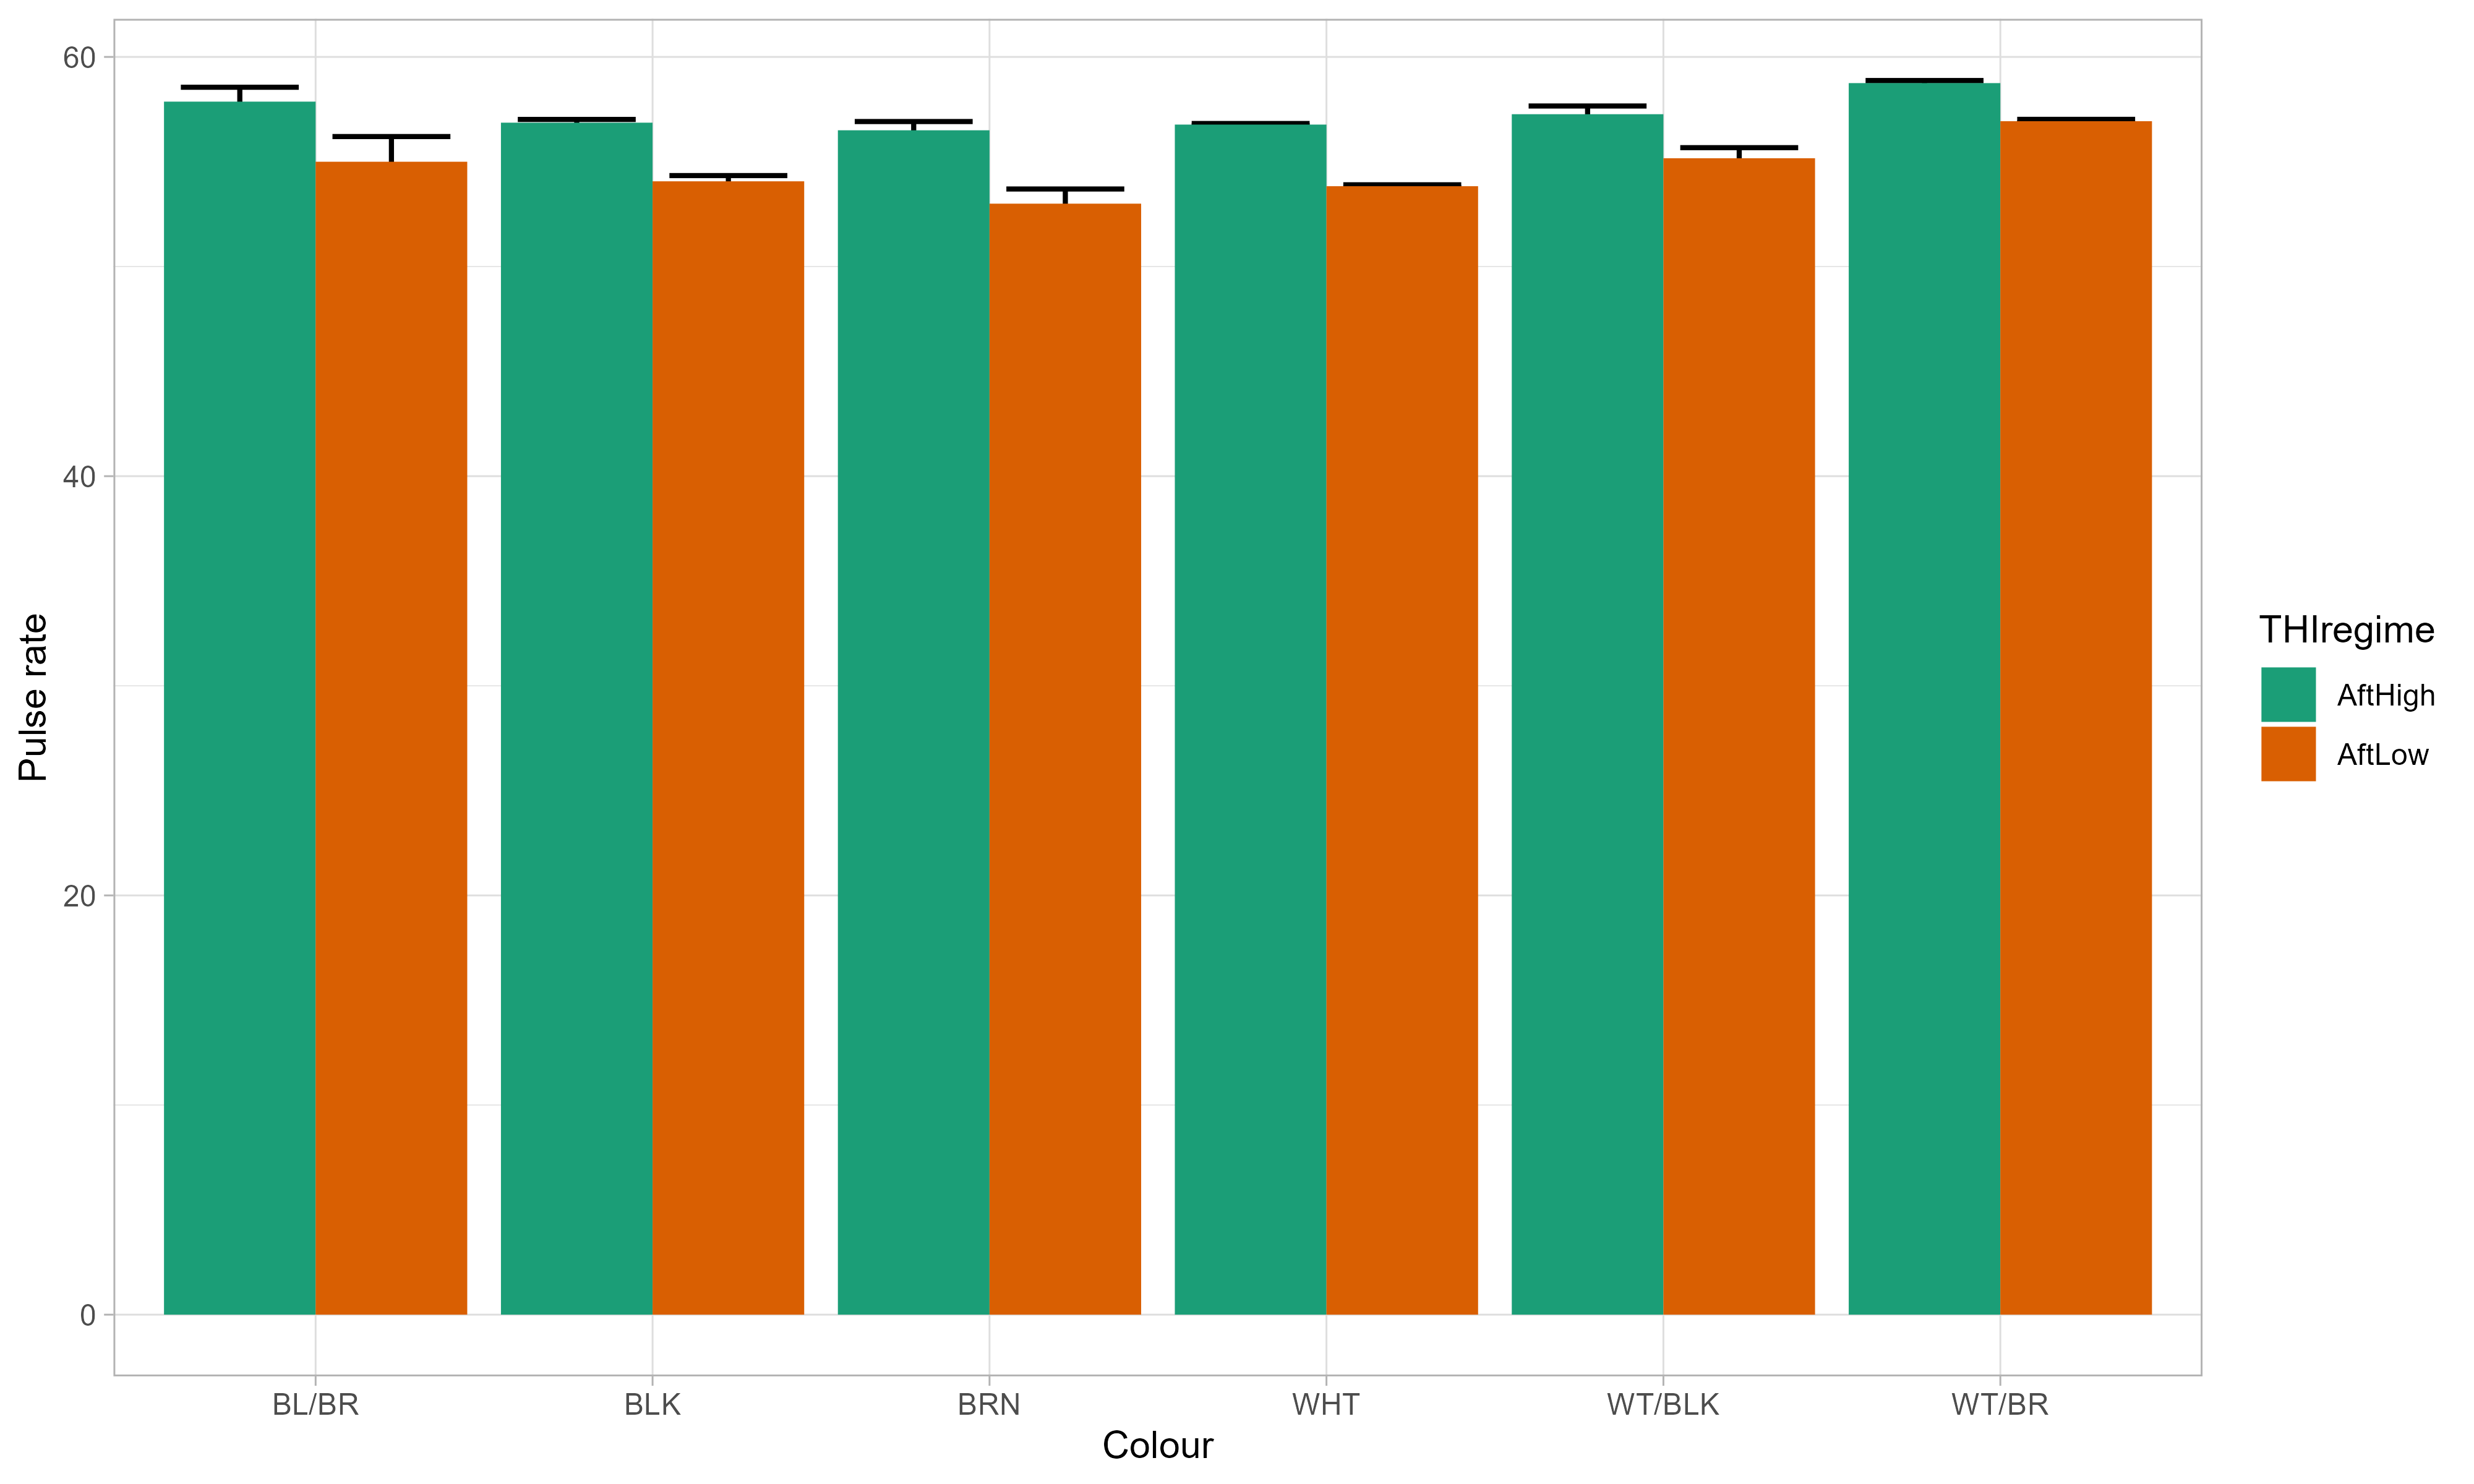 60
40
20
0
Pulse rate
BL/BR BLK BRN WHT WT/BLK WT/BR
Colour
THIregime
AftHigh
AftLow